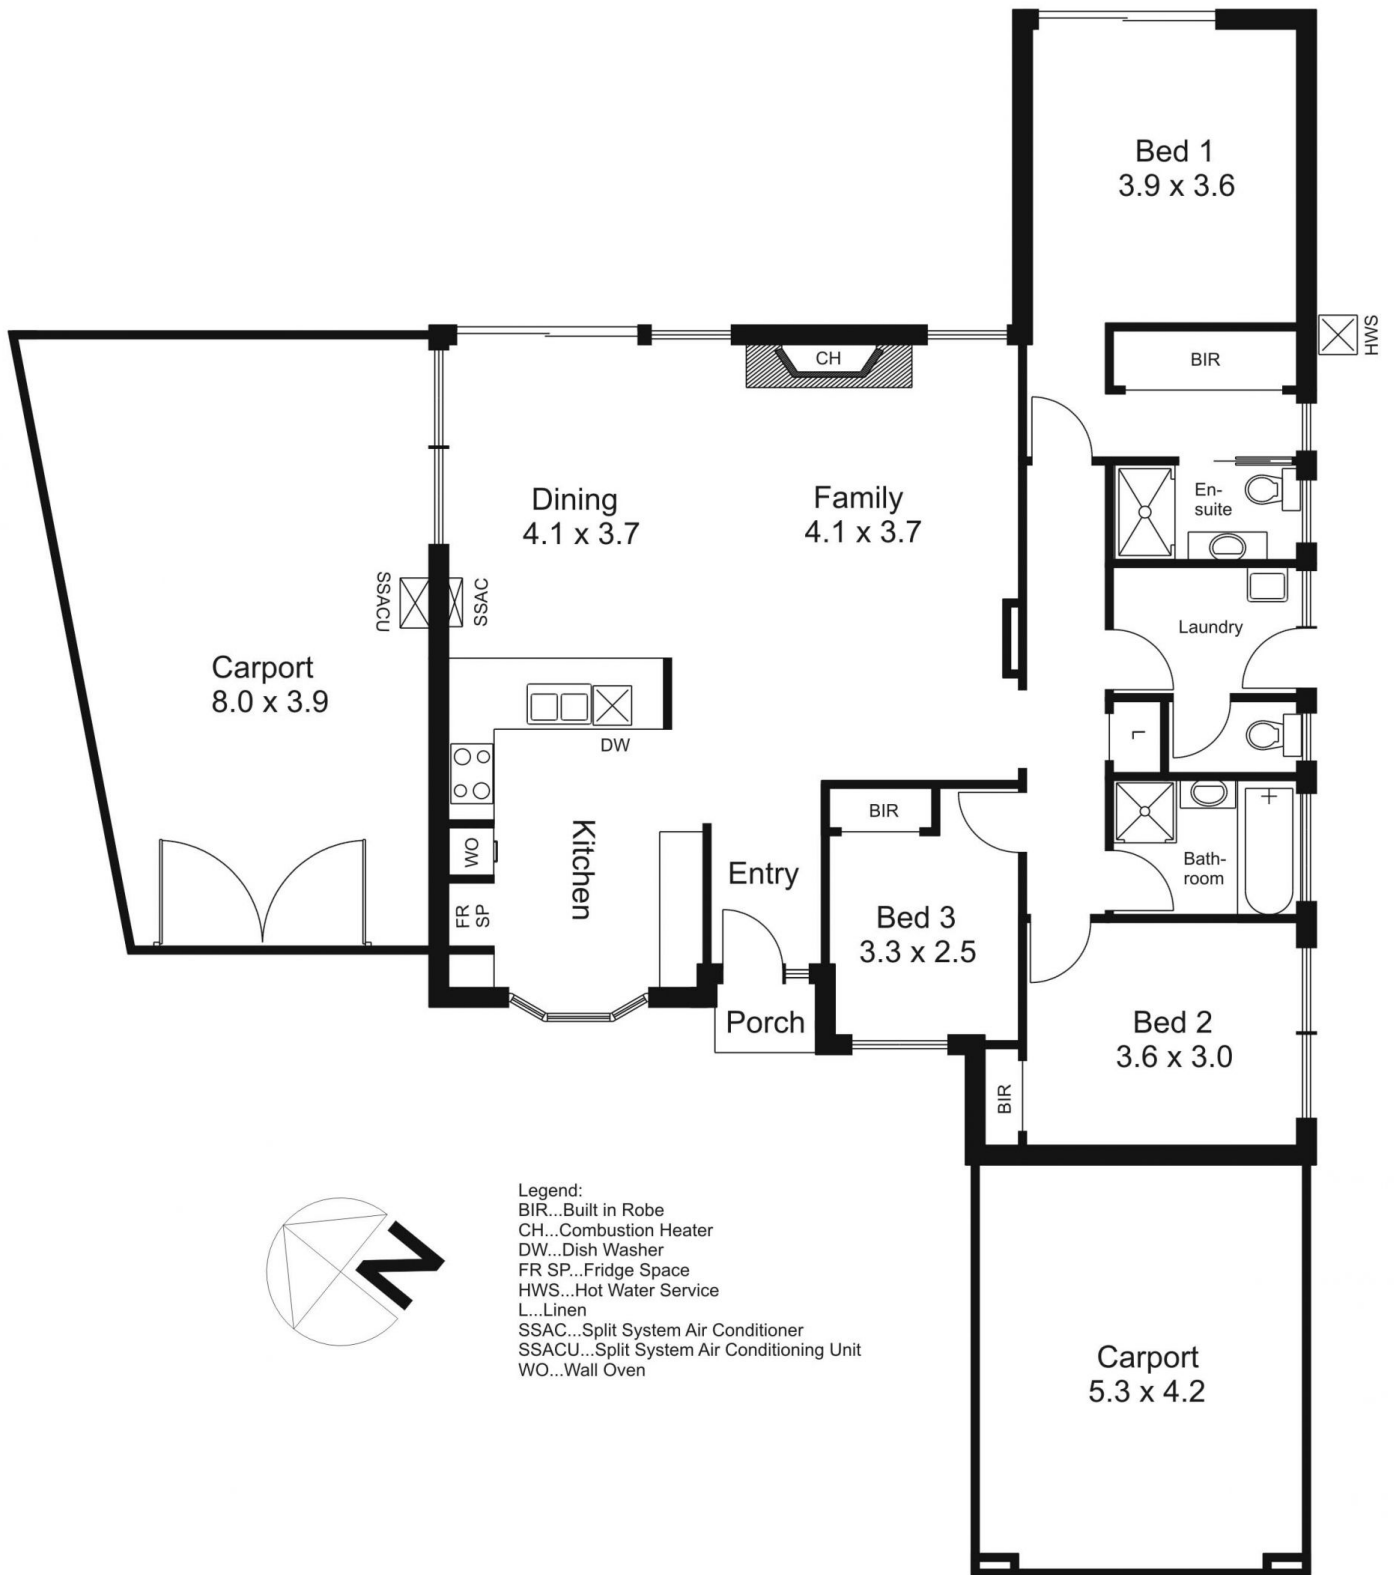 Bed 1
3.9 x 3.6
HWS
BIR
CH
Dining
4.1 x 3.7
Family
4.1 x 3.7
En-
suite
SSACU
SSAC
Laundry
Carport
8.0 x 3.9
DW
L
BIR
WO
Kitchen
Entry
Bath-
room
FR
SP
Bed 3
3.3 x 2.5
Porch
Bed 2
3.6 x 3.0
BIR
N
Legend:
BIR...Built in Robe
CH...Combustion Heater
DW...Dish Washer
FR SP...Fridge Space
HWS...Hot Water Service
L...Linen
SSAC...Split System Air Conditioner
SSACU...Split System Air Conditioning Unit
WO...Wall Oven
Carport
5.3 x 4.2